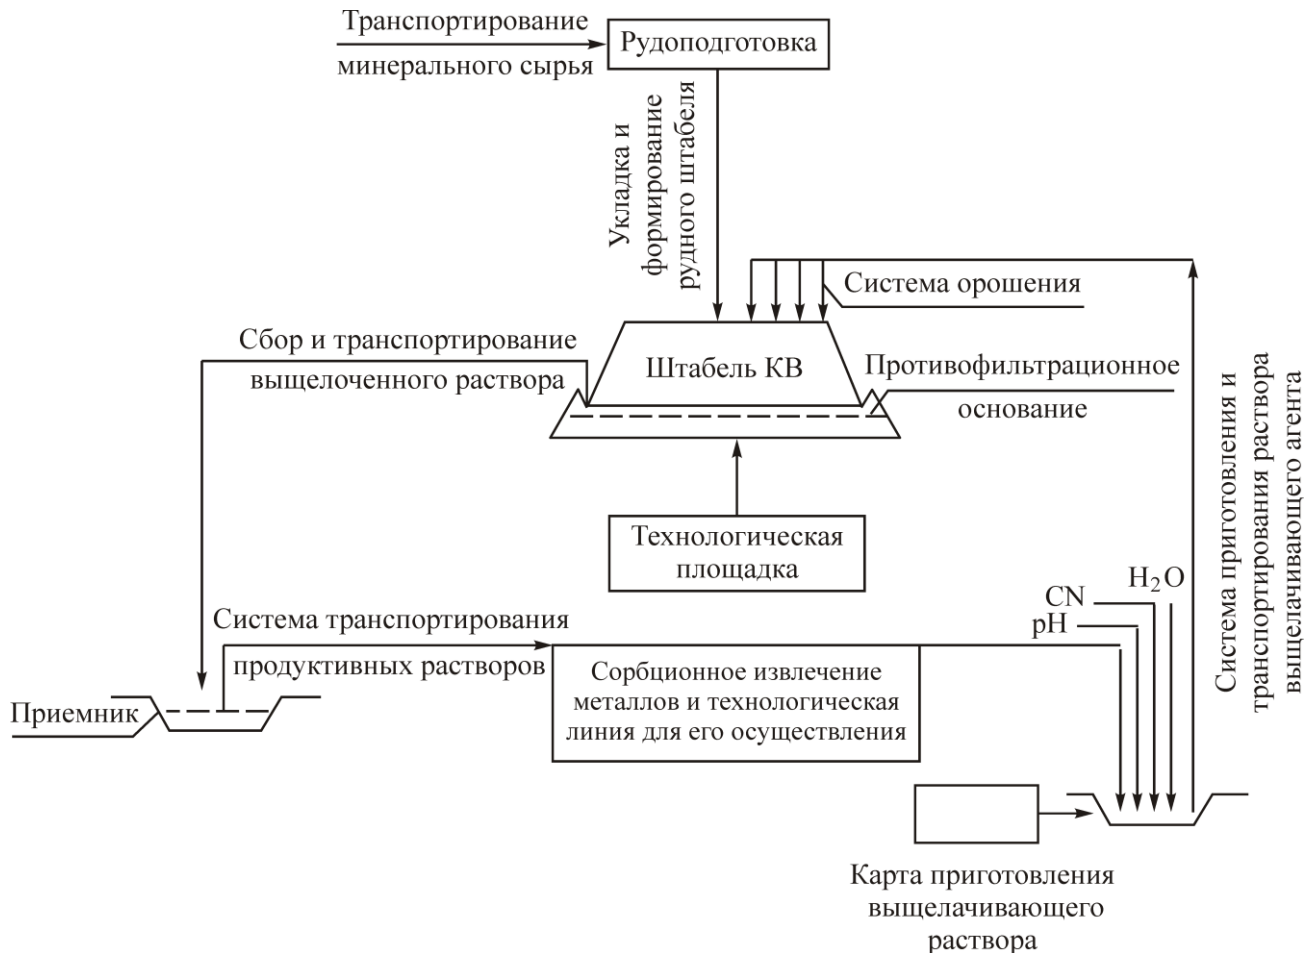 Транспортирование
минерального сырья
Рудоподготовка
Укладка и
формирование
рудного штабеля
Система орошения
Сбор и транспортирование
выщелоченного раствора
Штабель КВ
Противофильтрационное
основание
Технологическая
площадка
Система приготовления и
транспортирования раствора
выщелачивающего агента
H₂O
CN
pH
Система транспортирования
продуктивных растворов
Приемник
Сорбционное извлечение
металлов и технологическая
линия для его осуществления
Карта приготовления
выщелачивающего
раствора